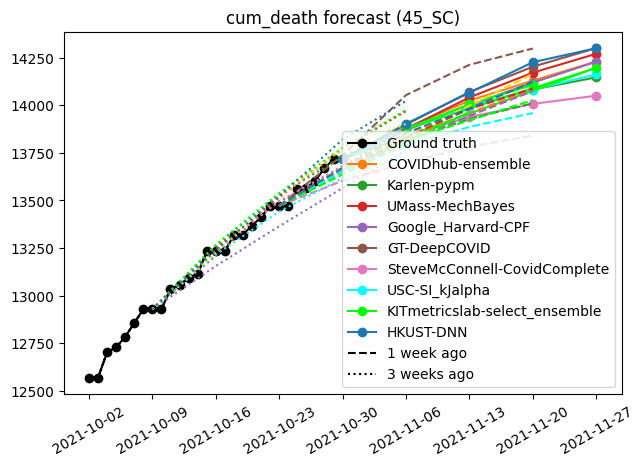 cum_death forecast (45_SC)
14250
14000
13750
13500
13250
13000
12750
12500
Ground truth
COVIDhub-ensemble
Karlen-pypm
UMass-MechBayes
Google_Harvard-CPF
GT-DeepCOVID
SteveMcConnell-CovidComplete
USC-SI_kJalpha
KITmetricslab-select_ensemble
HKUST-DNN
1 week ago
3 weeks ago
2021-10-02
2021-10-09
2021-10-16
2021-10-23
2021-10-30
2021-11-06
2021-11-13
2021-11-20
2021-11-27